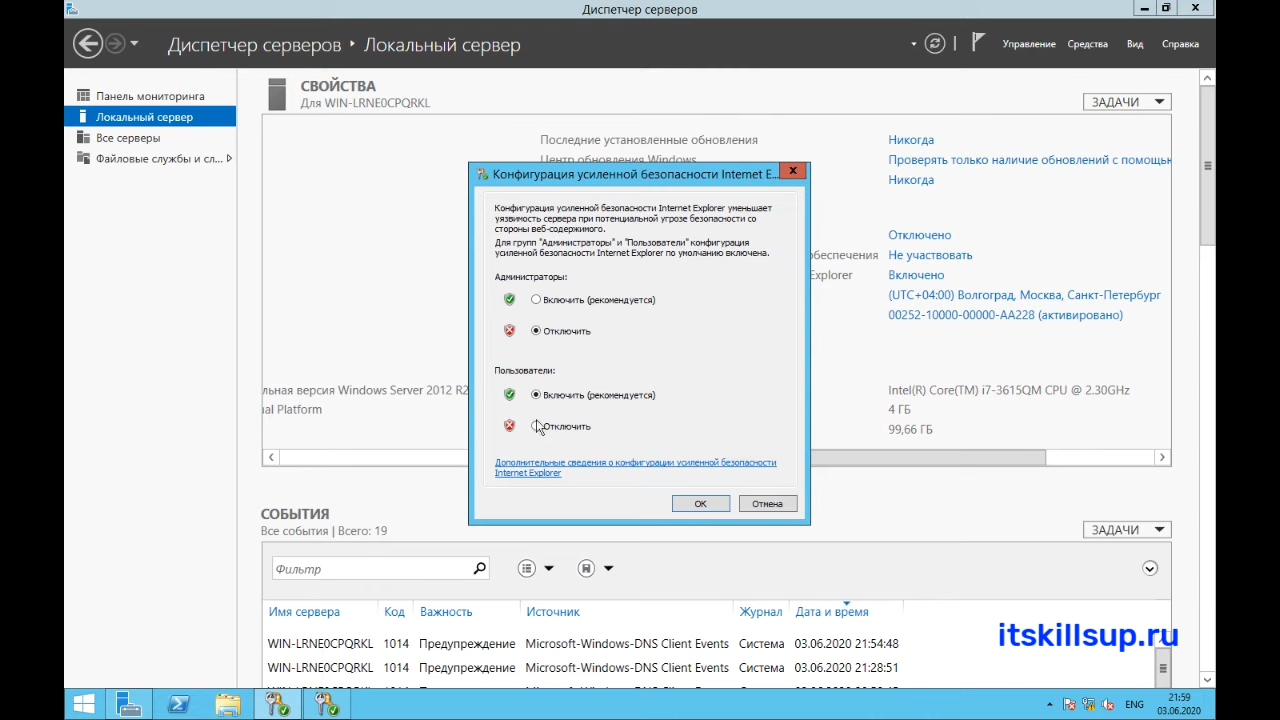 Диспетчер серверов
Диспетчер серверов ‣ Локальный сервер
Управление Средства Вид Справка
Панель мониторинга
Локальный сервер
Все серверы
Файловые службы и сл...
СВОЙСТВА
Для WIN-LRNE0CPQRKL
ЗАДАЧИ
Последние установленные обновления Никогда
Центр обновления Windows Проверять только наличие обновлений с помощью
Никогда
Отключено
обеспечения Не участвовать
Explorer Включено
(UTC+04:00) Волгоград, Москва, Санкт-Петербург
00252-10000-00000-AA228 (активировано)
льная версия Windows Server 2012 R2 Intel(R) Core(TM) i7-3615QM CPU @ 2.30GHz
nal Platform 4 ГБ
99,66 ГБ
Конфигурация усиленной безопасности Internet E...
Конфигурация усиленной безопасности Internet Explorer уменьшает
уязвимость сервера при потенциальной угрозе безопасности со
стороны веб-содержимого.
Для групп "Администраторы" и "Пользователи" конфигурация
усиленной безопасности Internet Explorer по умолчанию включена.
Администраторы:
Включить (рекомендуется)
Отключить
Пользователи:
Включить (рекомендуется)
Отключить
Дополнительные сведения о конфигурации усиленной безопасности
Internet Explorer
ОК Отмена
СОБЫТИЯ
Все события | Всего: 19
ЗАДАЧИ
Фильтр
Имя сервера Код Важность Источник Журнал Дата и время
WIN-LRNE0CPQRKL 1014 Предупреждение Microsoft-Windows-DNS Client Events Система 03.06.2020 21:54:48
WIN-LRNE0CPQRKL 1014 Предупреждение Microsoft-Windows-DNS Client Events Система 03.06.2020 21:28:51
itskillsup.ru
ENG
21:59
03.06.2020